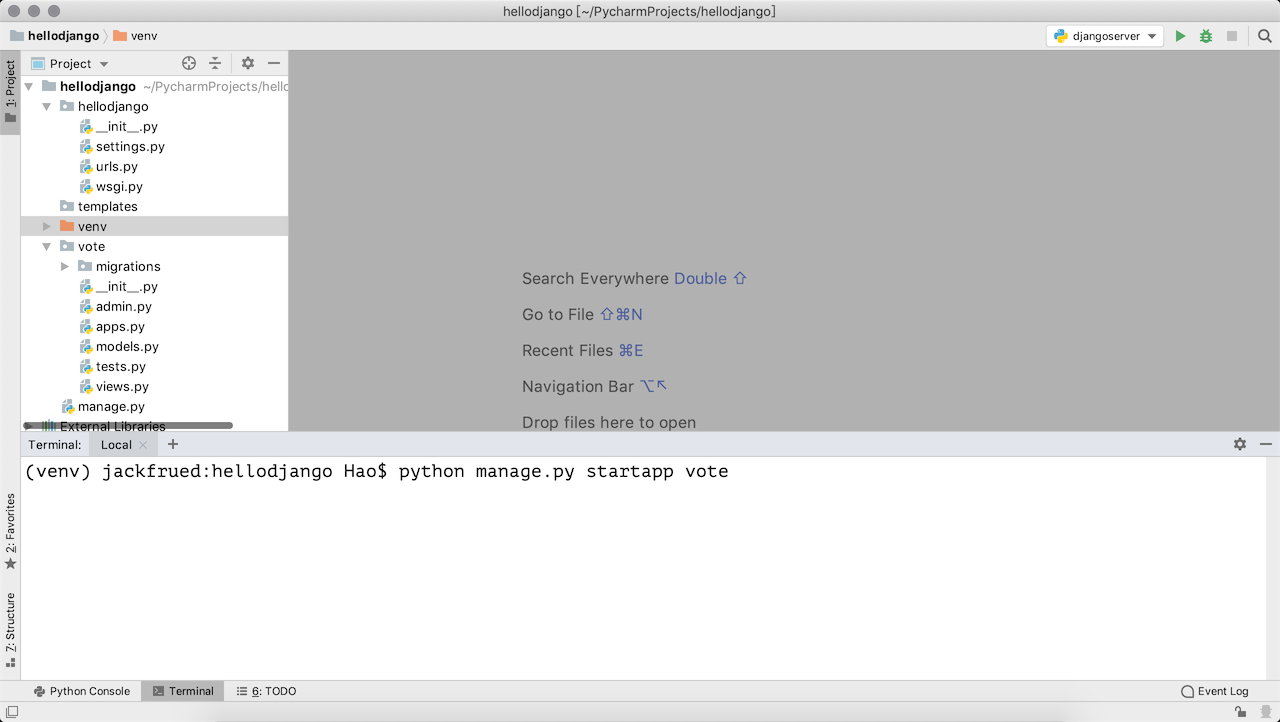 hellodjango [~/PycharmProjects/hellodjango]
hellodjango venv djangoserver
1: Project
Project
hellodjango ~/PycharmProjects/hellod
hellodjango
__init__.py
settings.py
urls.py
wsgi.py
templates
venv
vote
migrations
__init__.py
admin.py
apps.py
models.py
tests.py
views.py
manage.py
External Libraries
Search Everywhere Double ⇧
Go to File ⇧⌘N
Recent Files ⌘E
Navigation Bar ⌥↖
Drop files here to open
Terminal: Local × +
(venv) jackfrued:hellodjango Hao$ python manage.py startapp vote
2: Favorites
Z: Structure
Python Console Terminal 6: TODO Event Log